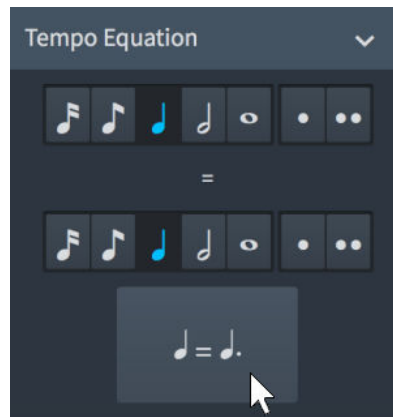 Tempo Equation
=
=